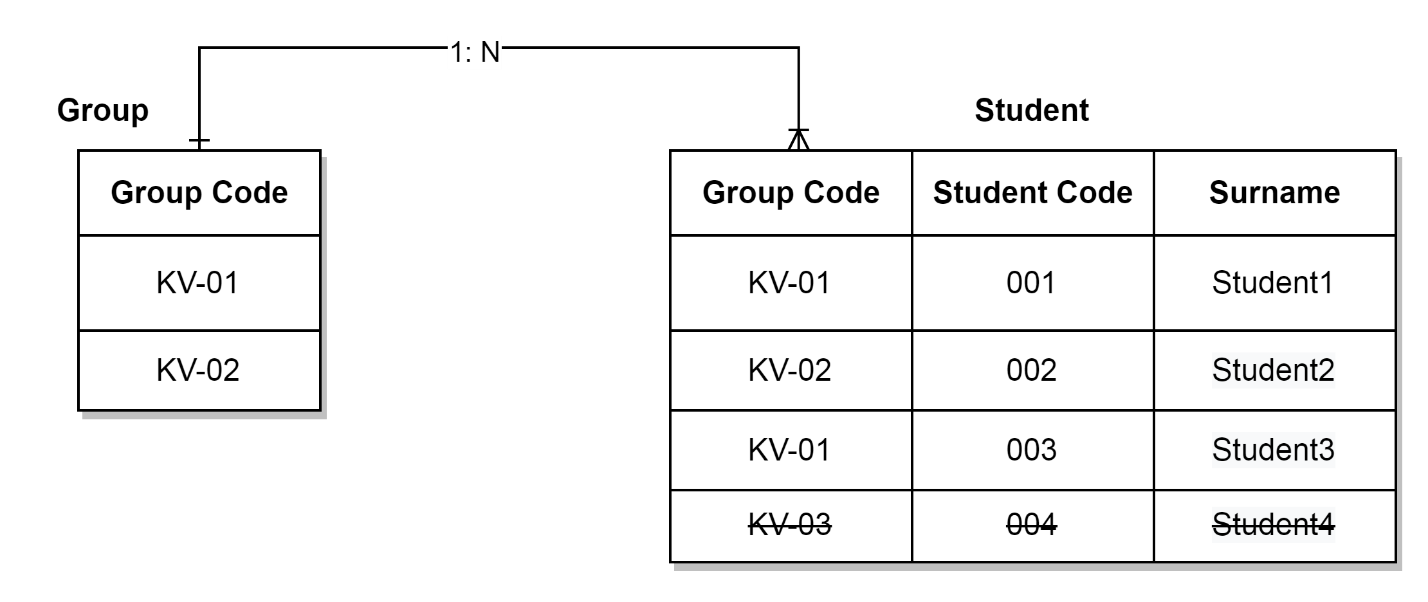 1: N
Group
Student
Group Code
KV-01
KV-02
Group Code Student Code Surname
KV-01 001 Student1
KV-02 002 Student2
KV-01 003 Student3
KV-03 004 Student4